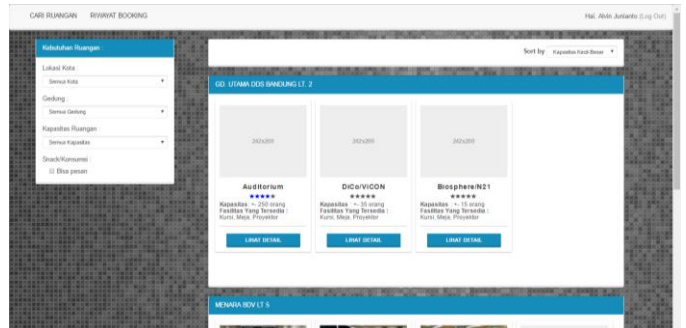 CARI RUANGAN RIWAYAT BOOKING
Hai, Alvin Junianto (Log Out)
Kebutuhan Ruangan :
Lokasi Kota :
Semua Kota
Gedung :
Semua Gedung
Kapasitas Ruangan :
Semua Kapasitas
Snack/Konsumsi :
Bisa pesan
Sort by Kapasitas Kecil-Besar
GD. UTAMA DDS BANDUNG LT. 2
242x200 242x200 242x200
Auditorium
Kapasitas : +- 250 orang
Fasilitas Yang Tersedia :
Kursi, Meja, Proyektor
LIHAT DETAIL
DiCo/ViCON
Kapasitas : +- 35 orang
Fasilitas Yang Tersedia :
Kursi, Meja, Proyektor
LIHAT DETAIL
Biosphere/N21
Kapasitas : +- 15 orang
Fasilitas Yang Tersedia :
Kursi, Meja, Proyektor
LIHAT DETAIL
MENARA BDV LT 5